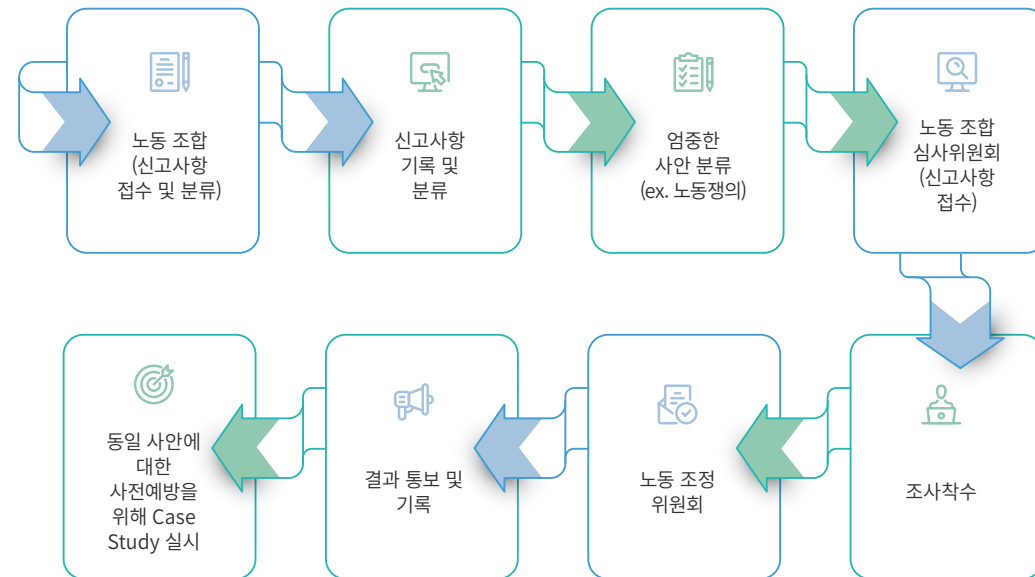 노동 조합
(신고사항
접수 및 분류)
신고사항
기록 및
분류
엄중한
사안 분류
(ex. 노동쟁의)
노동 조합
심사위원회
(신고사항
접수)
조사착수
노동 조정
위원회
결과 통보 및
기록
동일 사안에
대한
사전예방을
위해 Case
Study 실시